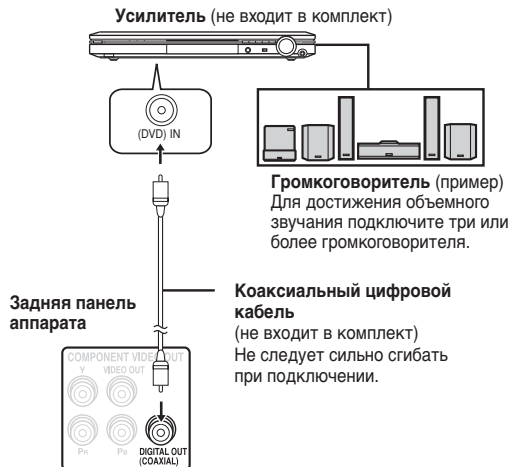 Усилитель (не входит в комплект)
(DVD) IN
Громкоговоритель (пример)
Для достижения объемного
звучания подключите три или
более громкоговорителя.
Задняя панель
аппарата
Коаксиальный цифровой
кабель
(не входит в комплект)
Не следует сильно сгибать
при подключении.
COMPONENT VIDEO OUT
Y VIDEO OUT
PR PB DIGITAL OUT
(COAXIAL)